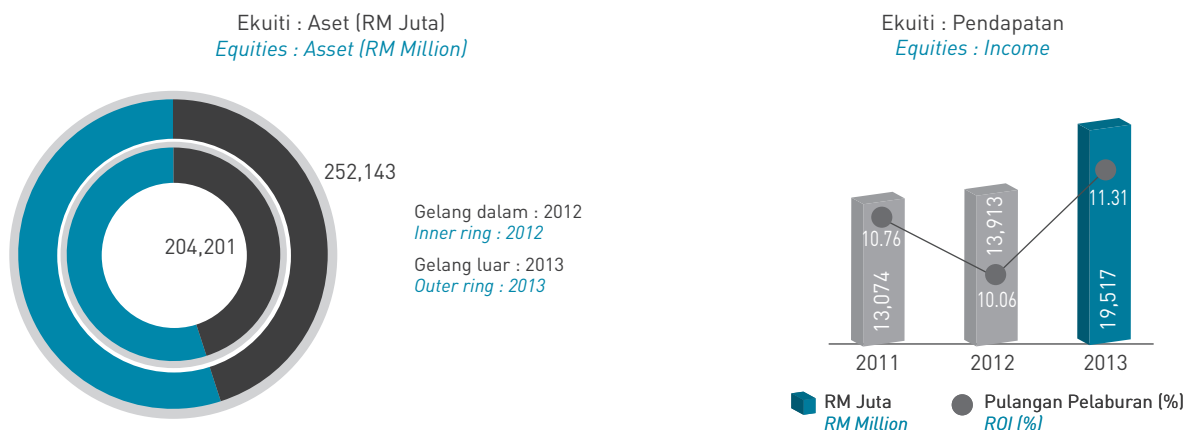 Ekuiti : Aset (RM Juta)
Equities : Asset (RM Million)
252,143
204,201
Gelang dalam : 2012
Inner ring : 2012
Gelang luar : 2013
Outer ring : 2013
Ekuiti : Pendapatan
Equities : Income
10.76
13,074
13,913
10.06
11.31
19,517
2011
2012
2013
RM Juta
RM Million
Pulangan Pelaburan (%)
ROI (%)